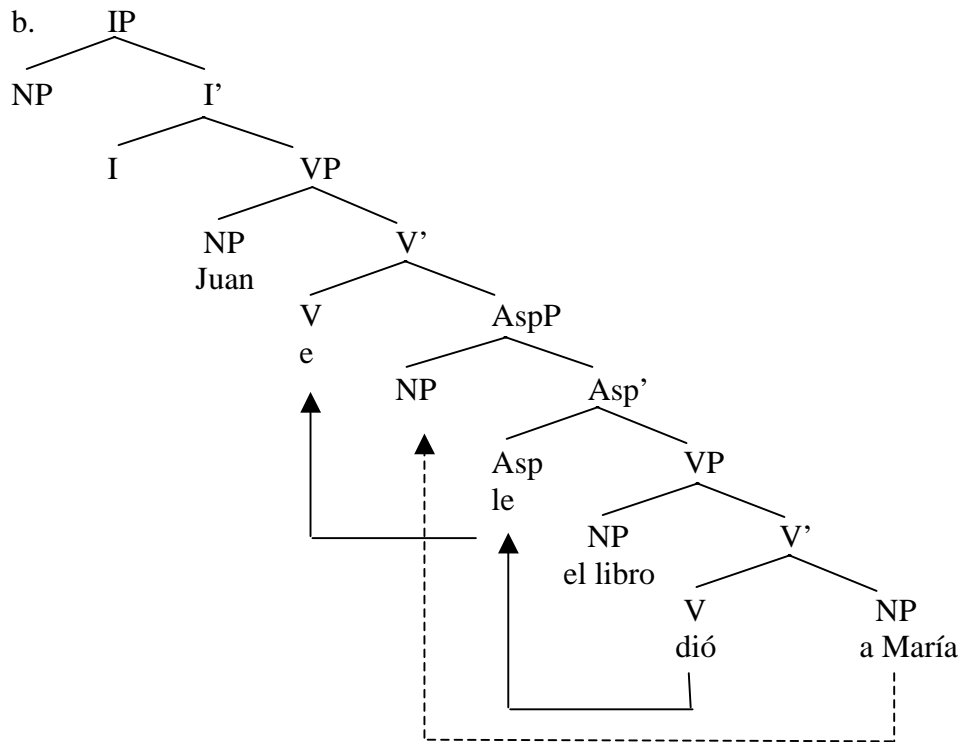 b. IP
NP I’
I VP
NP V’
Juan
V AspP
e
NP Asp’
Asp VP
le
NP V’
el libro
V NP
dió a María